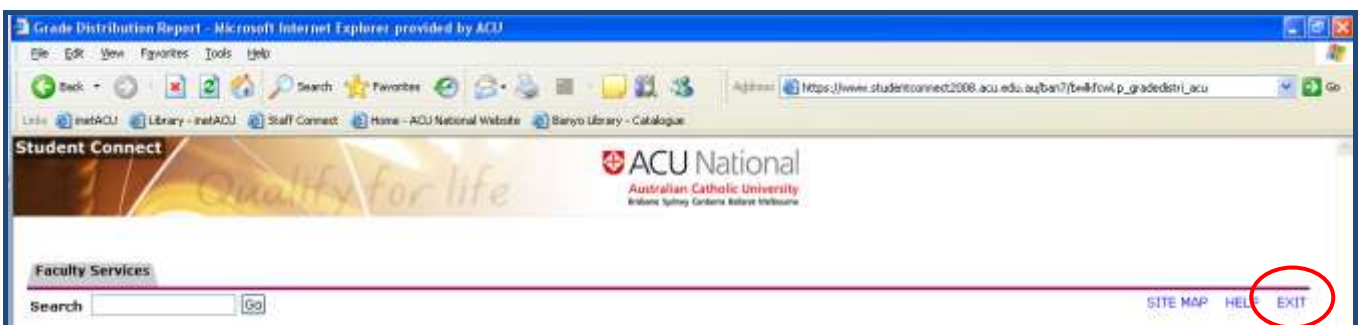 Grade Distribution Report - Microsoft Internet Explorer provided by ACU
File Edit View Favorites Tools Help
Back Search Favorites Address https://www.studentconnect2008.acu.edu.au/ban7/bwlkfcwl.p_gradedistri_acu Go
Links metACU Library - metACU Staff Connect Home - ACU National Website Banyo Library - Catalogue
Student Connect
Qualify for life
ACU National
Australian Catholic University
Brisbane Sydney Canberra Ballarat Melbourne
Faculty Services
Search Go SITE MAP HELP EXIT